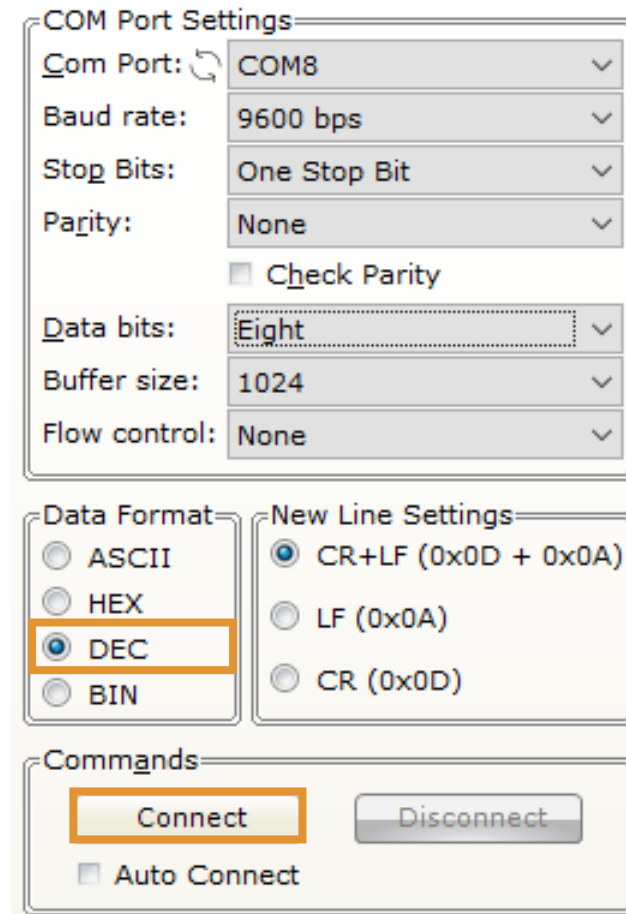 COM Port Settings
Com Port: COM8
Baud rate: 9600 bps
Stop Bits: One Stop Bit
Parity: None
Check Parity
Data bits: Eight
Buffer size: 1024
Flow control: None
Data Format
ASCII
HEX
DEC
BIN
New Line Settings
CR+LF (0x0D + 0x0A)
LF (0x0A)
CR (0x0D)
Commands
Connect Disconnect
Auto Connect